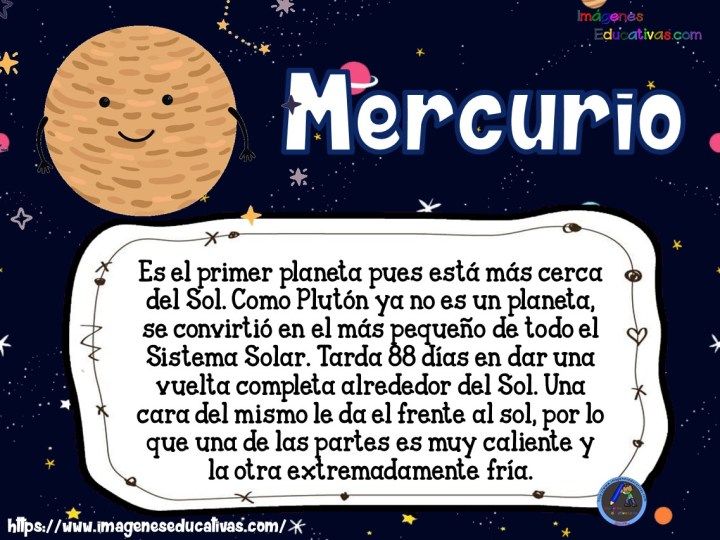 Imágenes
Educativas.com
Mercurio
Es el primer planeta pues está más cerca
del Sol. Como Plutón ya no es un planeta,
se convirtió en el más pequeño de todo el
Sistema Solar. Tarda 88 días en dar una
vuelta completa alrededor del Sol. Una
cara del mismo le da el frente al sol, por lo
que una de las partes es muy caliente y
la otra extremadamente fría.
https://www.imageneseducativas.com/